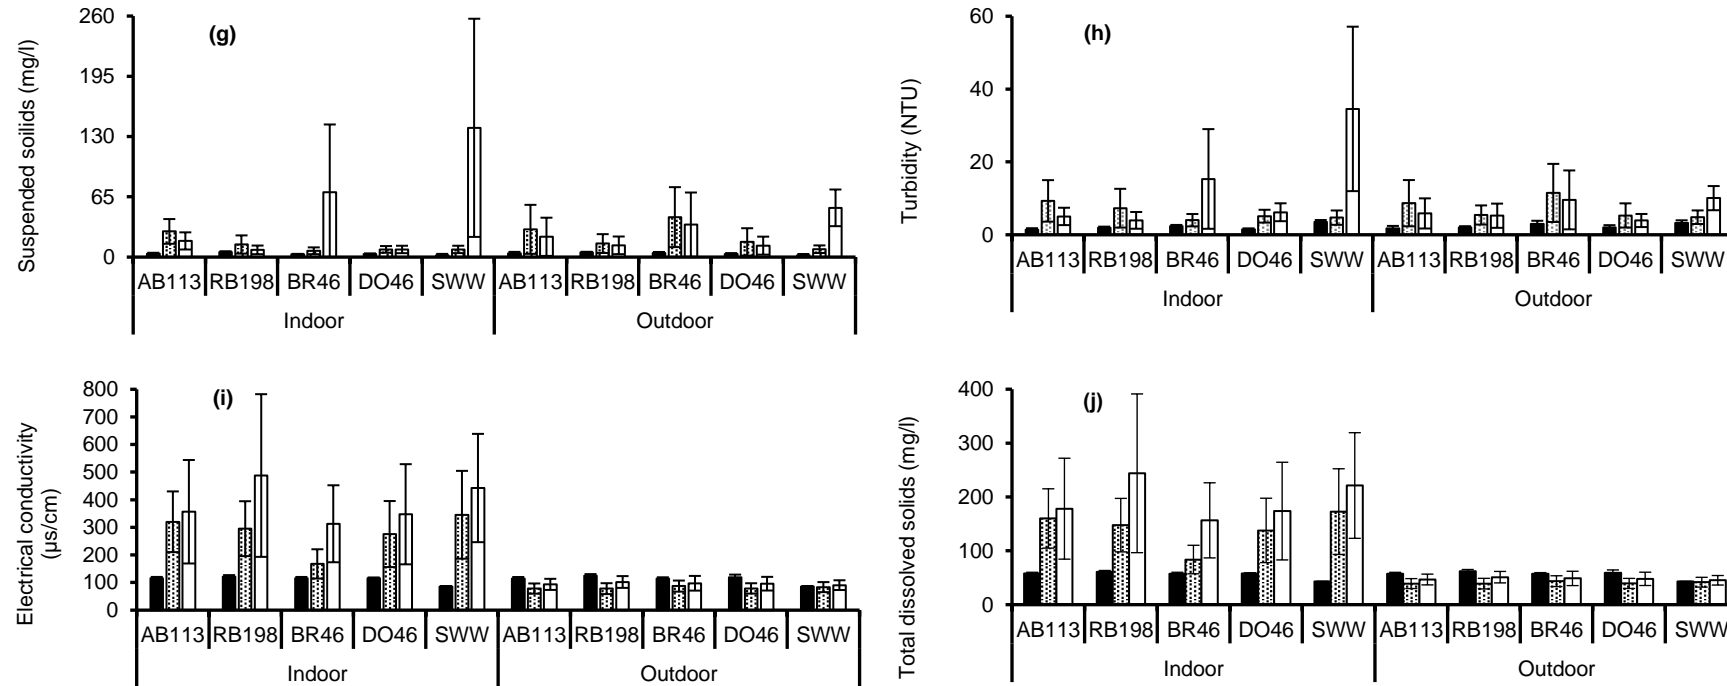 (g)
Suspended soilids (mg/l)
260
195
130
65
0
AB113 RB198 BR46 DO46 SWW AB113 RB198 BR46 DO46 SWW
Indoor Outdoor
(h)
Turbidity (NTU)
60
40
20
0
AB113 RB198 BR46 DO46 SWW AB113 RB198 BR46 DO46 SWW
Indoor Outdoor
(i)
Electrical conductivity
(µs/cm)
800
700
600
500
400
300
200
100
0
AB113 RB198 BR46 DO46 SWW AB113 RB198 BR46 DO46 SWW
Indoor Outdoor
(j)
Total dissolved solids (mg/l)
400
300
200
100
0
AB113 RB198 BR46 DO46 SWW AB113 RB198 BR46 DO46 SWW
Indoor Outdoor